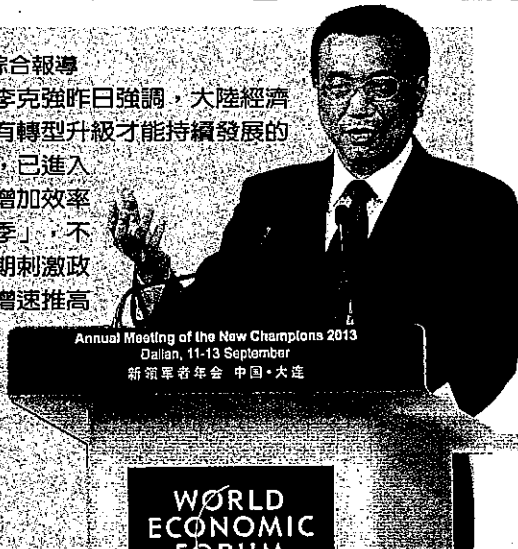 綜合報導
李克強昨日強調，大陸經濟
有轉型升級才能持續發展的
，已進入
增加效率
季」，不
期刺激政
增速推高
Annual Meeting of the New Champions 2013
Dalian, 11-13 September
新领军者年会 中国•大连
WORLD
ECONOMIC
FORUM